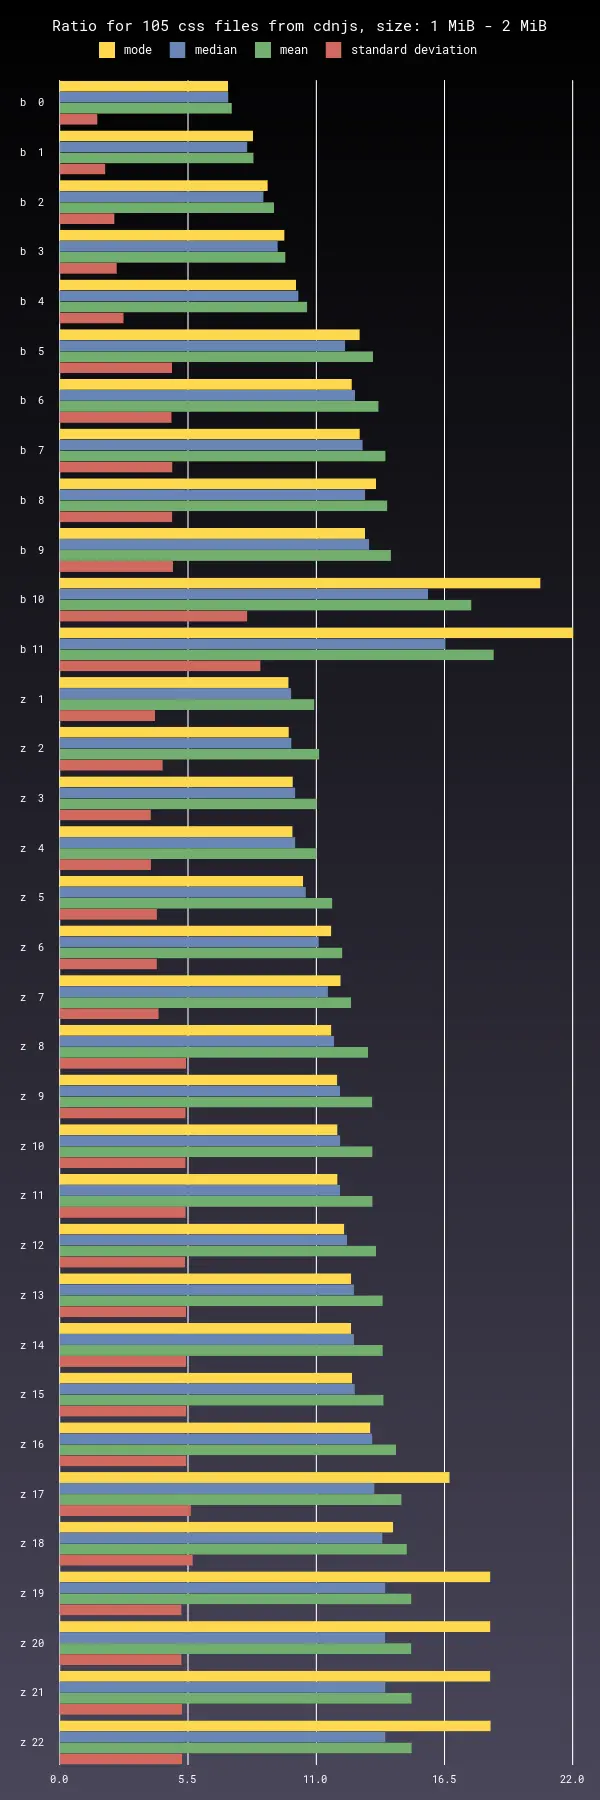 Ratio for 105 css files from cdnjs, size: 1 MiB - 2 MiB
mode median mean standard deviation
b 0
b 1
b 2
b 3
b 4
b 5
b 6
b 7
b 8
b 9
b 10
b 11
z 1
z 2
z 3
z 4
z 5
z 6
z 7
z 8
z 9
z 10
z 11
z 12
z 13
z 14
z 15
z 16
z 17
z 18
z 19
z 20
z 21
z 22
0.0 5.5 11.0 16.5 22.0